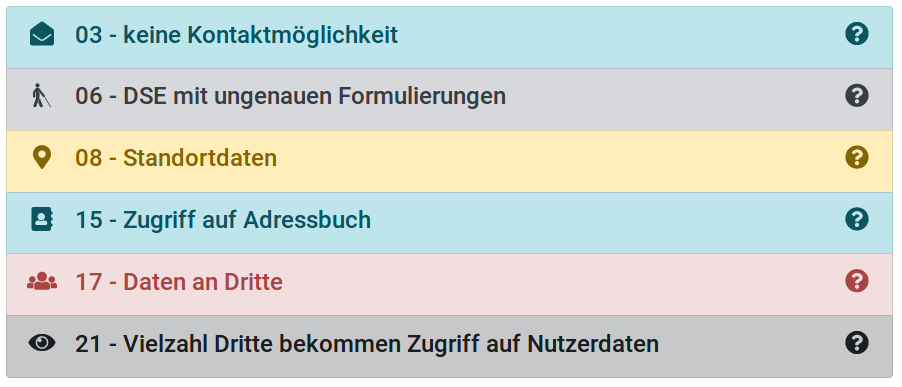 03 - keine Kontaktmöglichkeit
06 - DSE mit ungenauen Formulierungen
08 - Standortdaten
15 - Zugriff auf Adressbuch
17 - Daten an Dritte
21 - Vielzahl Dritte bekommen Zugriff auf Nutzerdaten